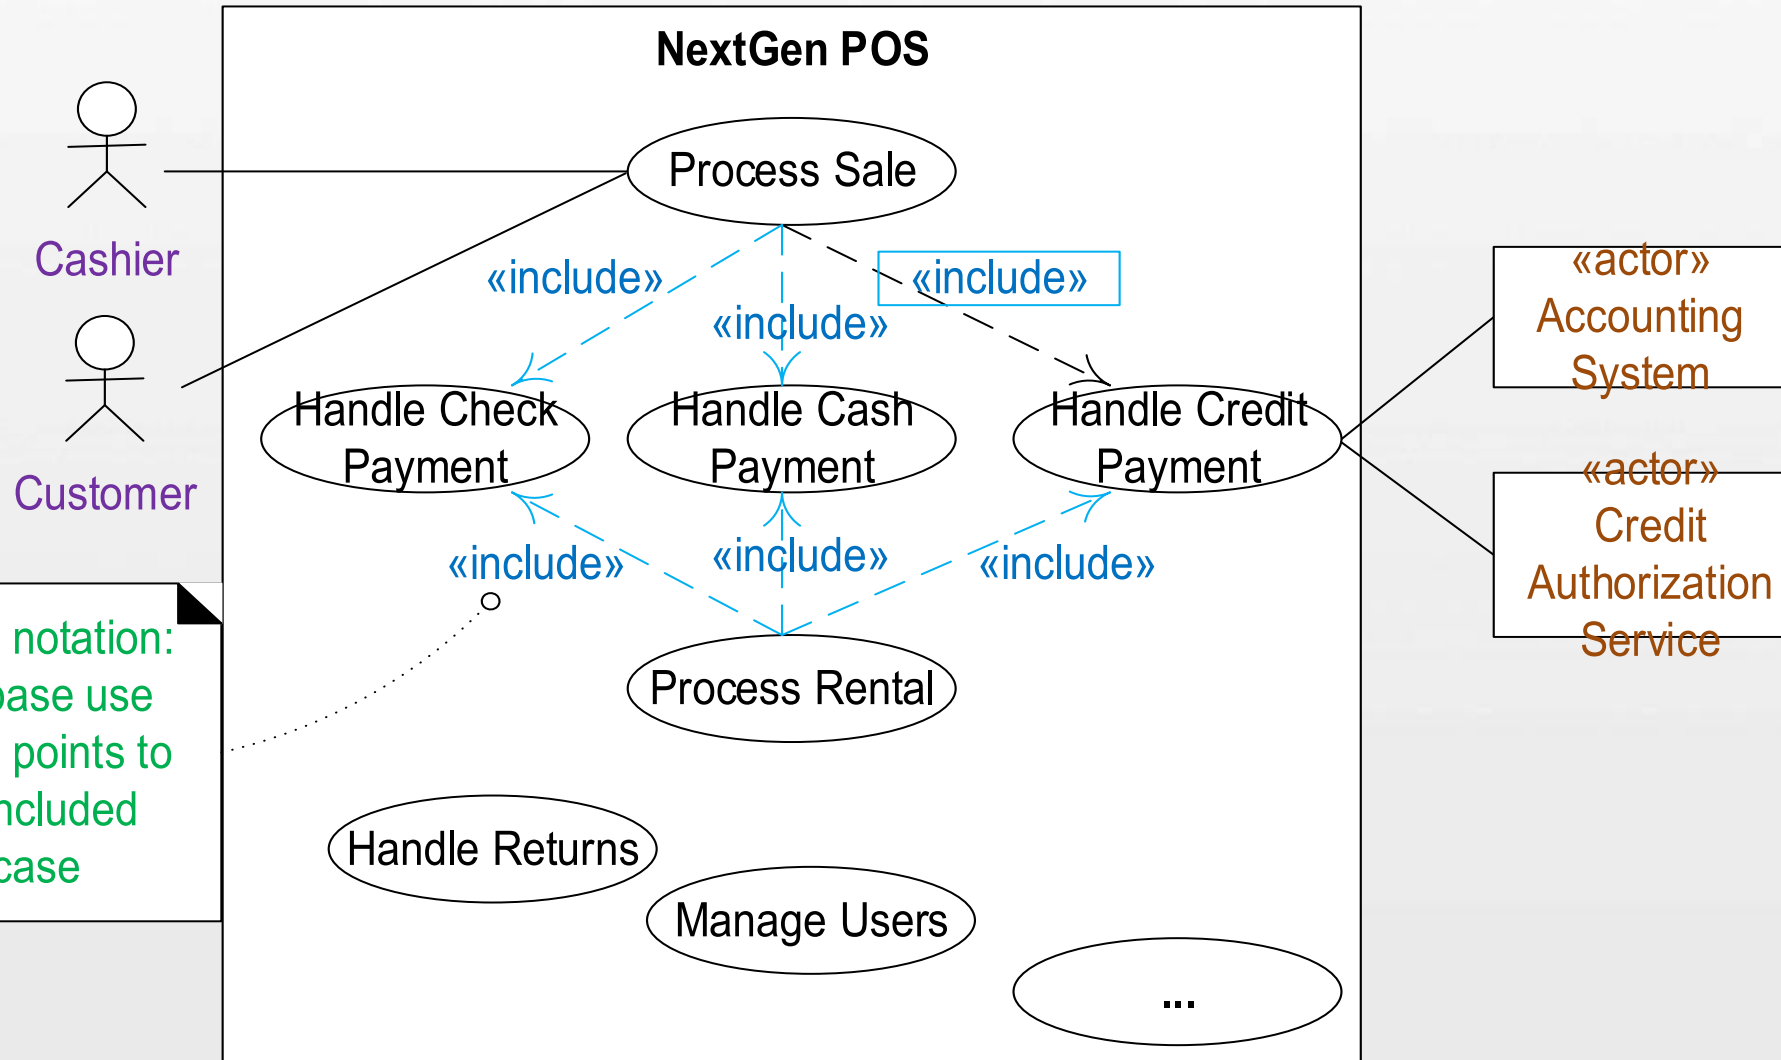 NextGen POS
Process Sale
Cashier
«include»
«include»
«include»
«actor»
Accounting
System
Handle Check
Payment
Handle Cash
Payment
Handle Credit
Payment
Customer
«actor»
Credit
Authorization
Service
«include»
«include»
«include»
notation:
base use
points to
included
case
Process Rental
Handle Returns
Manage Users
...